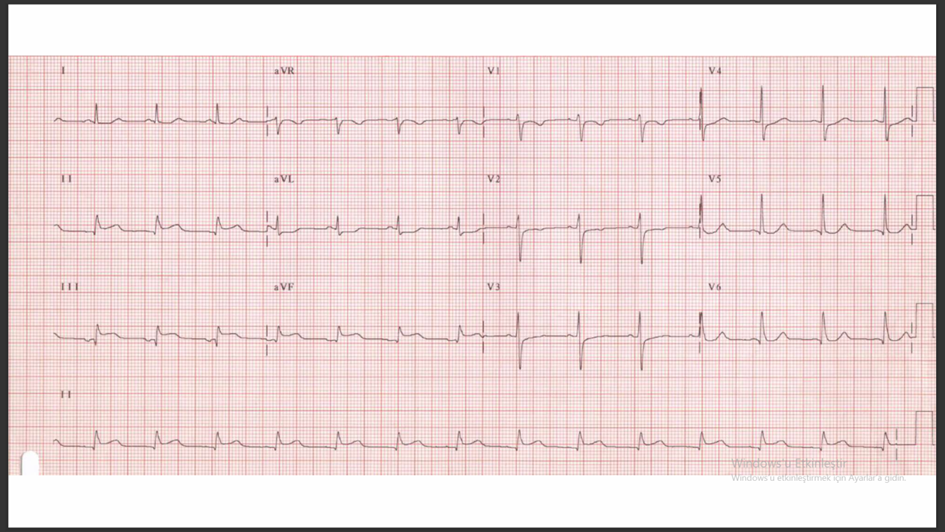 I aVR V1 V4
II aVL V2 V5
III aVF V3 V6
II
Windows'u Etkinleştir
Windows'u etkinleştirmek için Ayarlar'a gidin.